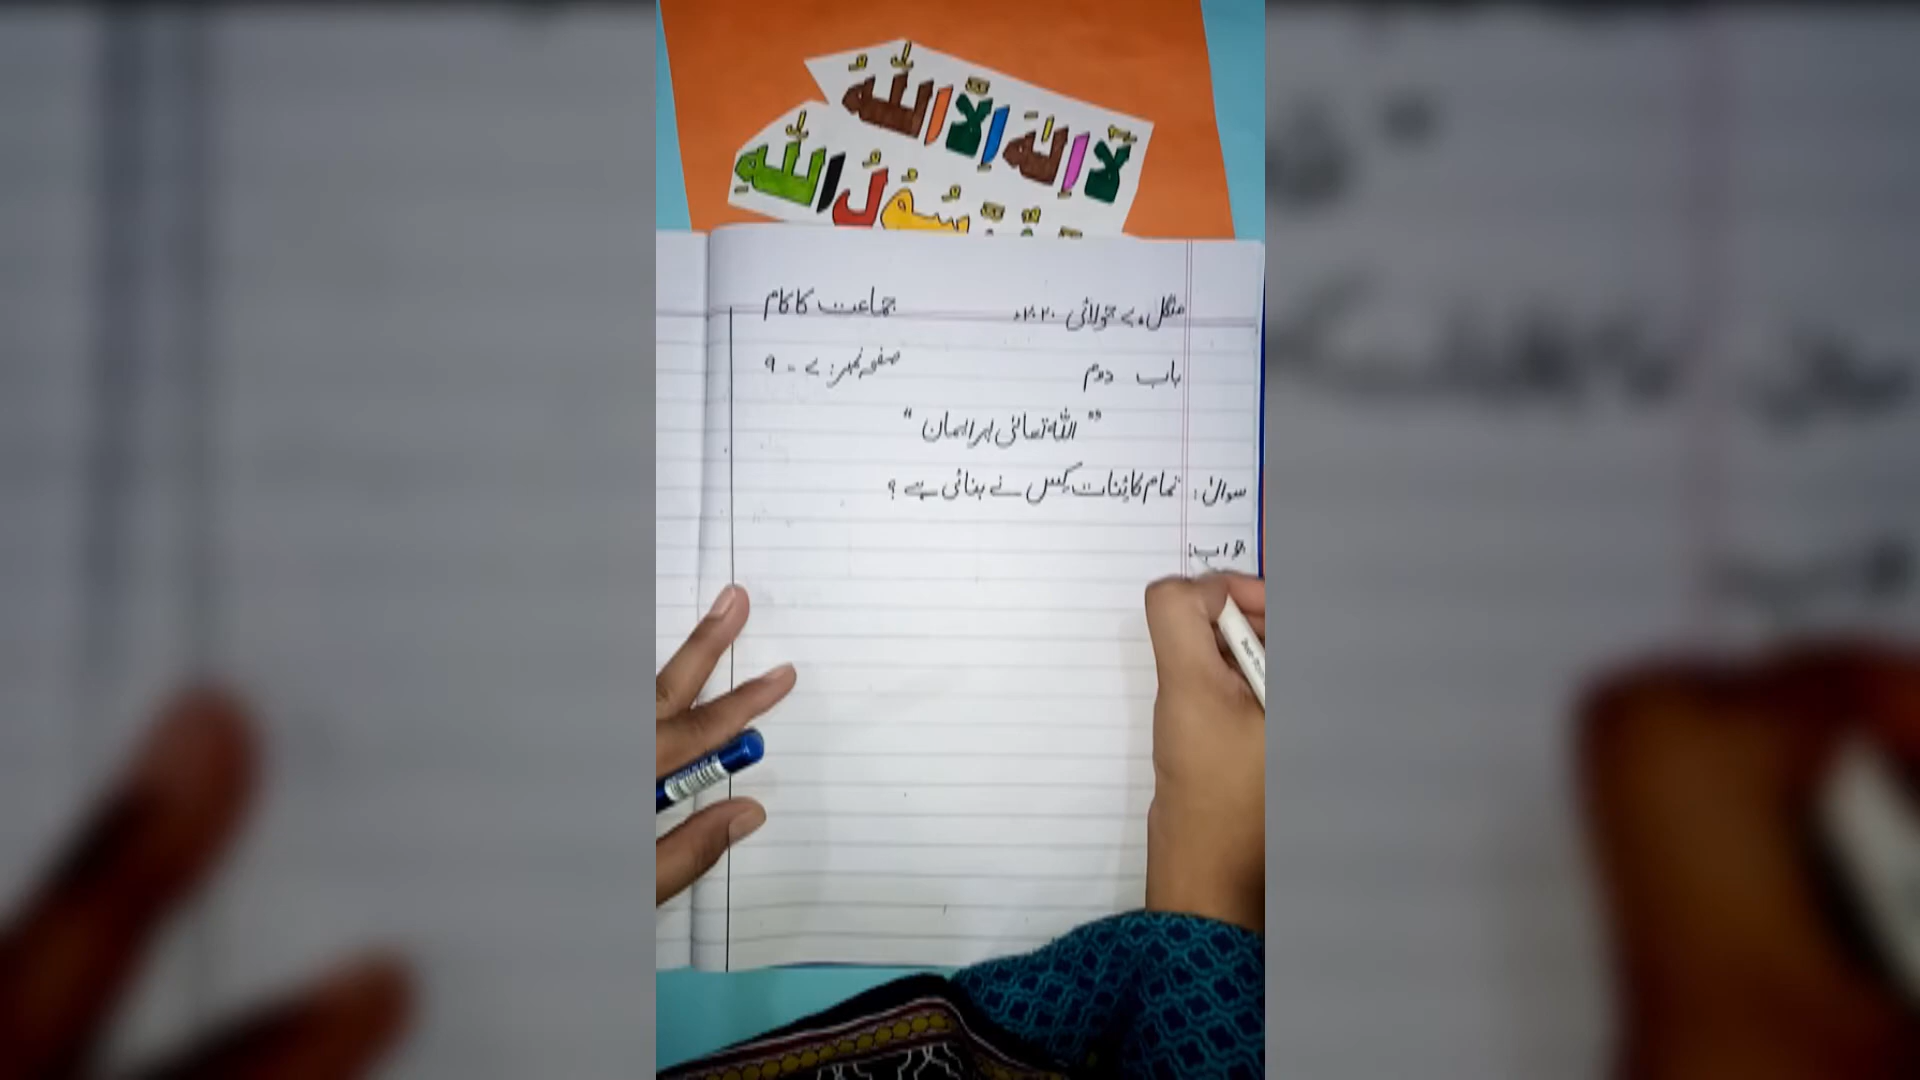 لَآ اِلٰهَ اِلَّا اللّٰهُ
سُوْلُ اللّٰهِ
منگل، ۷ جولائی ۲۰۲۰ء جماعت کا کام
باب دوم صفحہ نمبر: ۷ - ۹
"اللہ تعالیٰ پر ایمان"
سوال: تمام کائنات کِس نے بنائی ہے ؟
جواب: